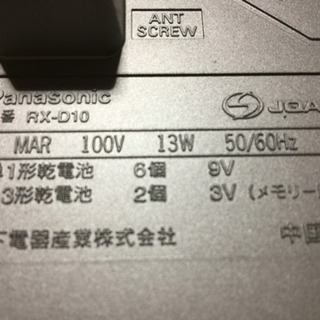 ANT
SCREW
Panasonic
番 RX-D10 JQA
MAR 100V 13W 50/60Hz
1形乾電池 6個 9V
3形乾電池 2個 3V (メモリー
下電器産業株式会社 中国